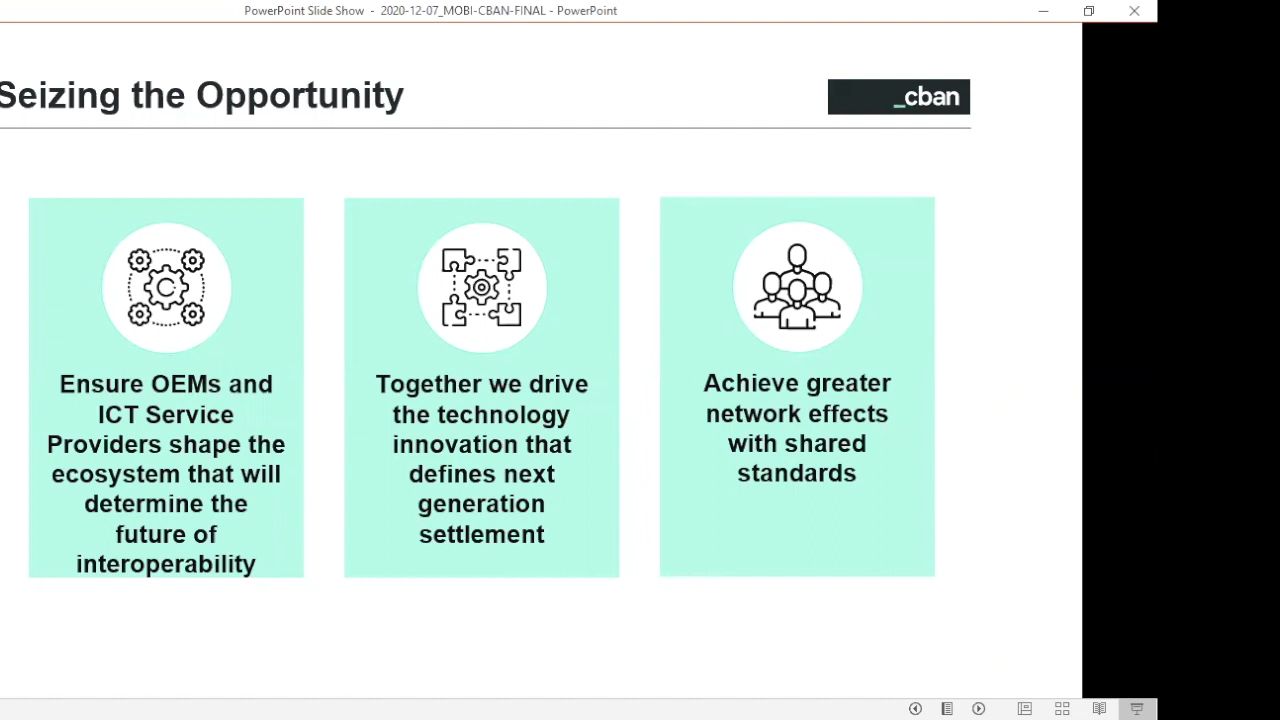 PowerPoint Slide Show - 2020-12-07_MOBI-CBAN-FINAL - PowerPoint
Seizing the Opportunity
_cban
Ensure OEMs and
ICT Service
Providers shape the
ecosystem that will
determine the
future of
interoperability
Together we drive
the technology
innovation that
defines next
generation
settlement
Achieve greater
network effects
with shared
standards